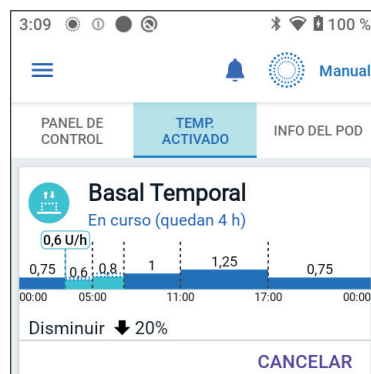 3:09 100 %
Manual
PANEL DE CONTROL
TEMP. ACTIVADO
INFO DEL POD
Basal Temporal
En curso (quedan 4 h)
0,6 U/h
0,75 0,6 0,8 1 1,25 0,75
00:00 05:00 11:00 17:00 00:00
Disminuir 20%
CANCELAR